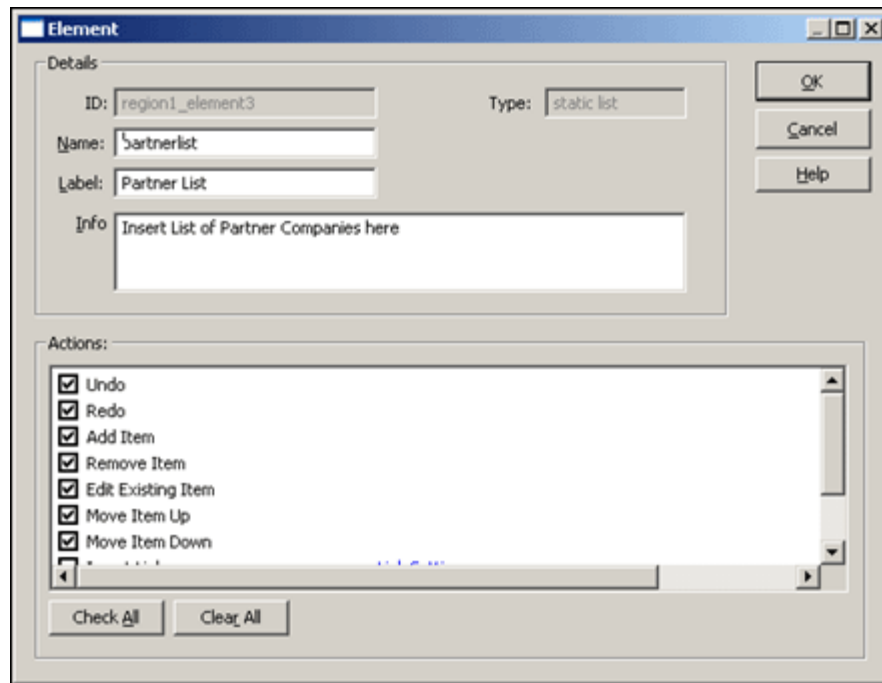 Element
Details
ID: region1_element3 Type: static list
OK
Name: partnerlist
Cancel
Label: Partner List
Help
Info Insert List of Partner Companies here
Actions:
Undo
Redo
Add Item
Remove Item
Edit Existing Item
Move Item Up
Move Item Down
Check All Clear All